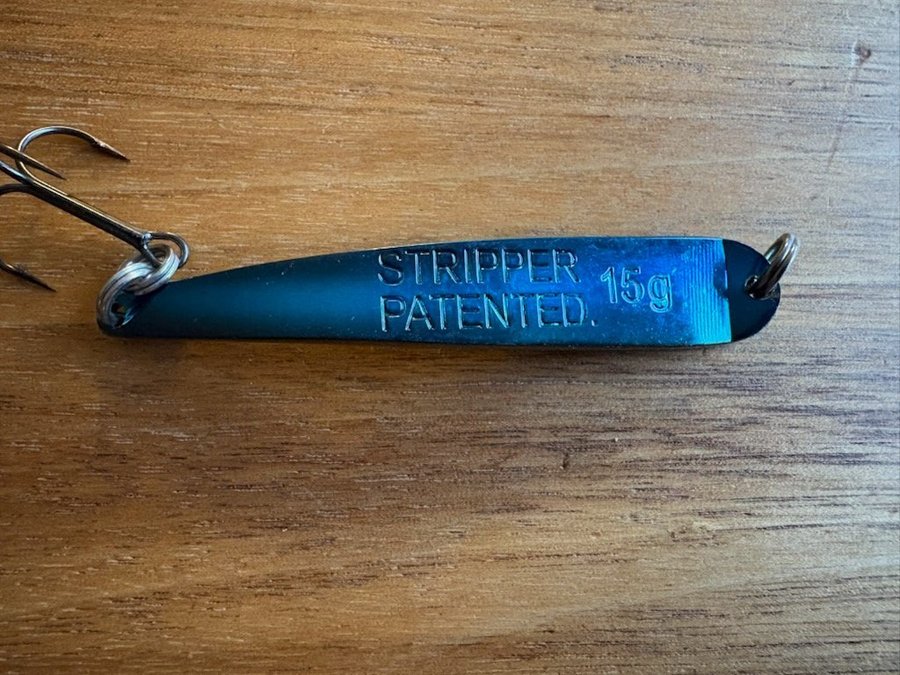 STRIPPER
PATENTED.
15g